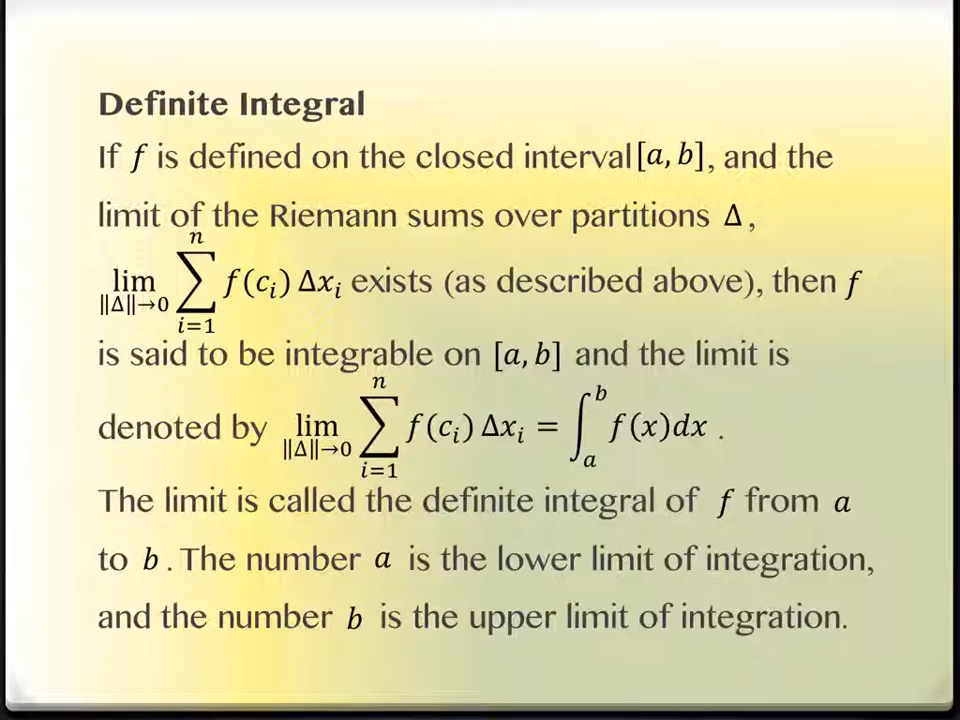 Definite Integral
If f is defined on the closed interval [a, b], and the
limit of the Riemann sums over partitions Δ,
lim_{‖Δ‖→0} ∑_{i=1}^{n} f(c_i) Δx_i exists (as described above), then f
is said to be integrable on [a, b] and the limit is
denoted by lim_{‖Δ‖→0} ∑_{i=1}^{n} f(c_i) Δx_i = ∫_a^b f(x)dx .
The limit is called the definite integral of f from a
to b . The number a is the lower limit of integration,
and the number b is the upper limit of integration.